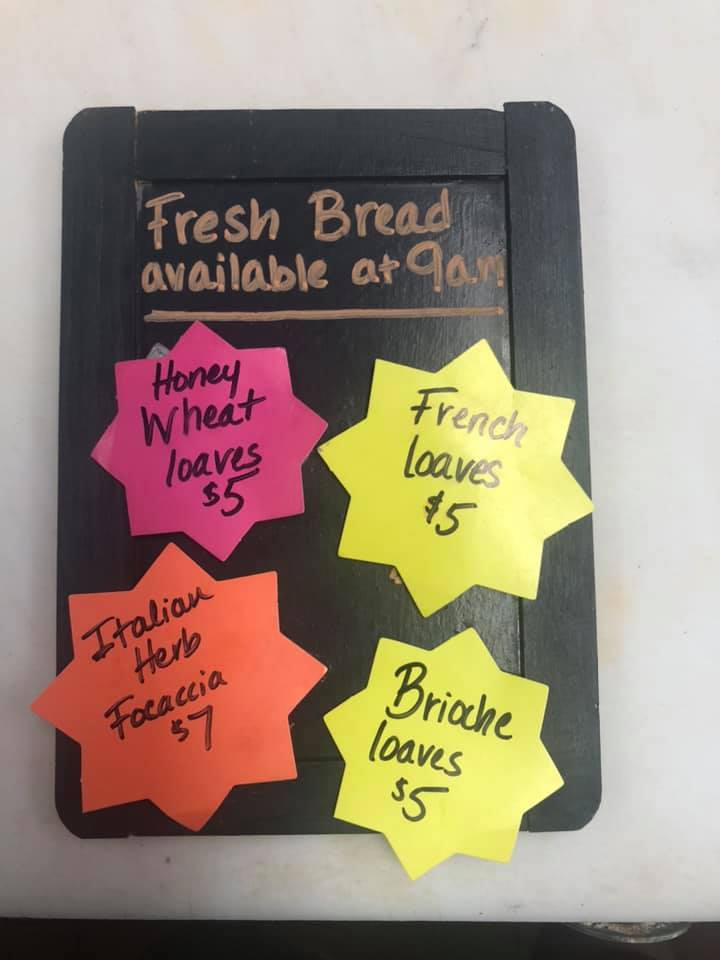 Fresh Bread
available at 9am
Honey
Wheat
loaves
$5
French
loaves
$5
Italian
Herb
Focaccia
$7
Brioche
loaves
$5